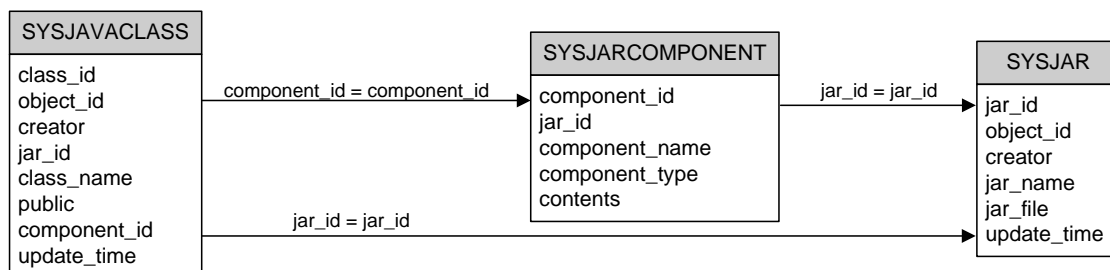 SYSJAVACLASS
class_id
object_id
creator
jar_id
class_name
public
component_id
update_time
component_id = component_id
jar_id = jar_id
SYSJARCOMPONENT
component_id
jar_id
component_name
component_type
contents
jar_id = jar_id
SYSJAR
jar_id
object_id
creator
jar_name
jar_file
update_time